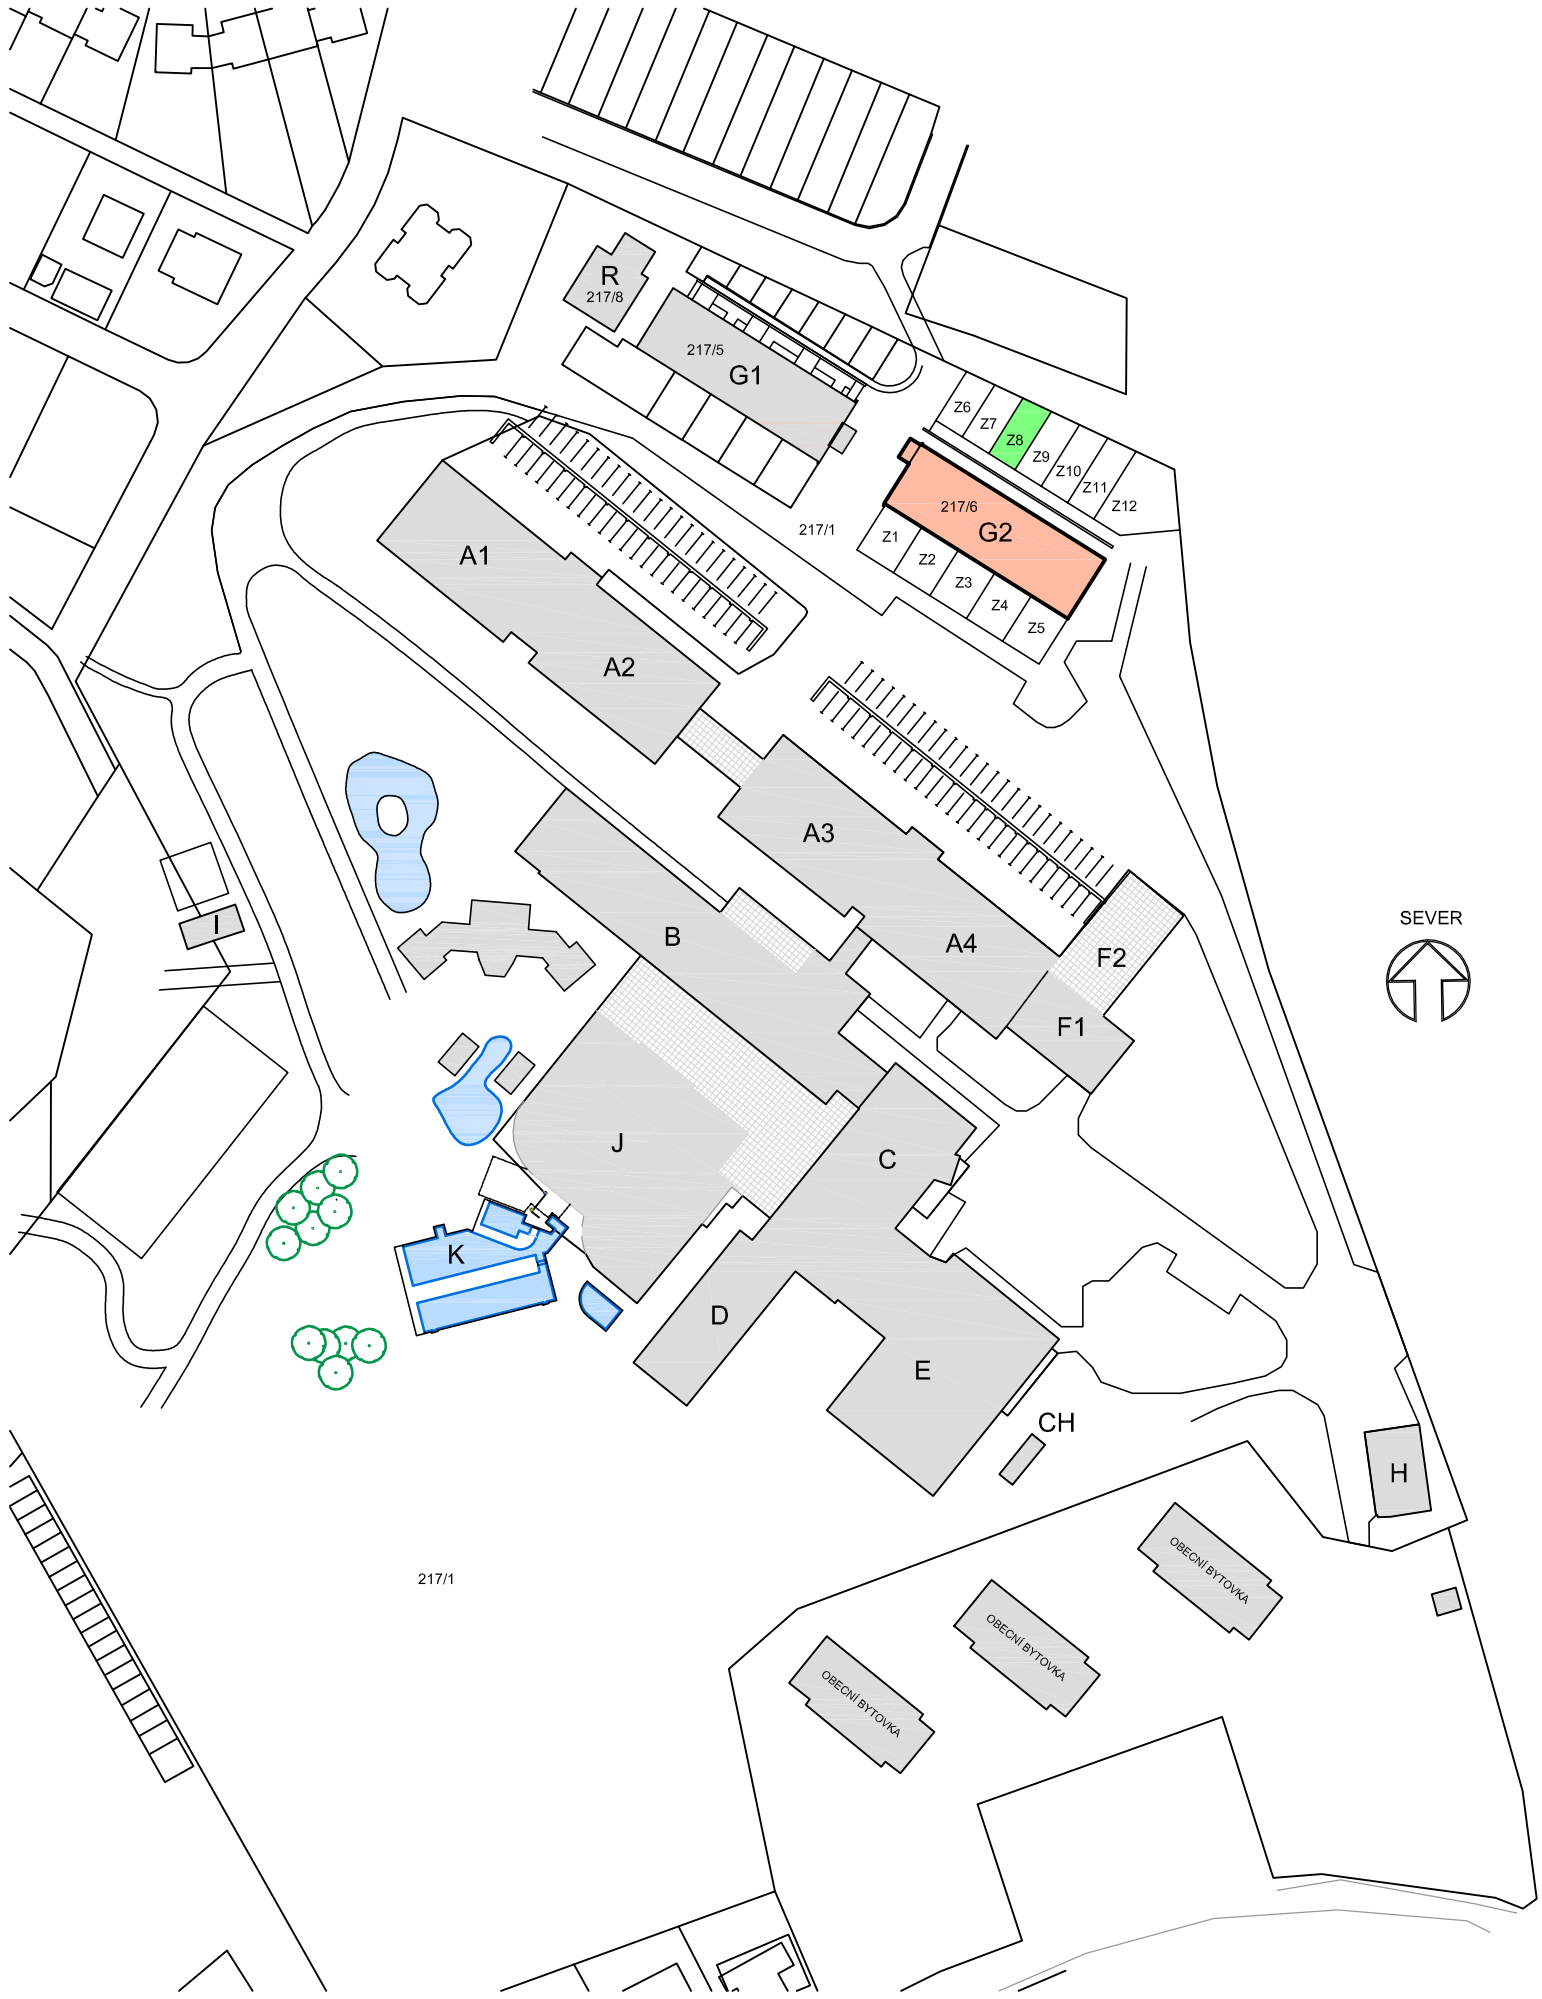 R
217/8
217/5
G1
Z6
Z7
Z8
Z9
Z10
Z11
Z12
217/6
G2
217/1
Z1
Z2
Z3
Z4
Z5
A1
A2
A3
A4
B
F2
F1
SEVER
I
J
C
K
D
E
CH
H
217/1
OBECNÍ BYTOVKA
OBECNÍ BYTOVKA
OBECNÍ BYTOVKA